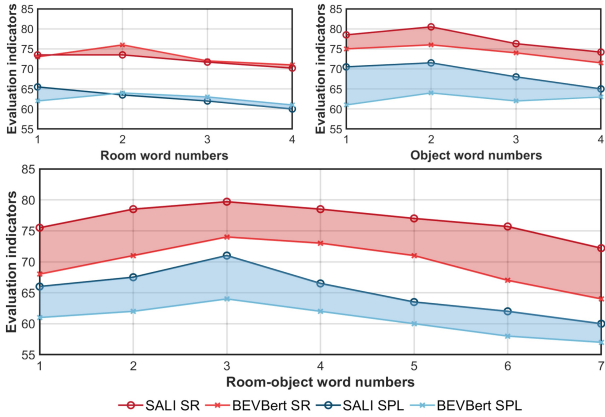 Evaluation indicators
85
80
75
70
65
60
55
1 2 3 4
Room word numbers
Evaluation indicators
85
80
75
70
65
60
55
1 2 3 4
Object word numbers
Evaluation indicators
85
80
75
70
65
60
55
1 2 3 4 5 6 7
Room-object word numbers
SALI SR BEVBert SR SALI SPL BEVBert SPL